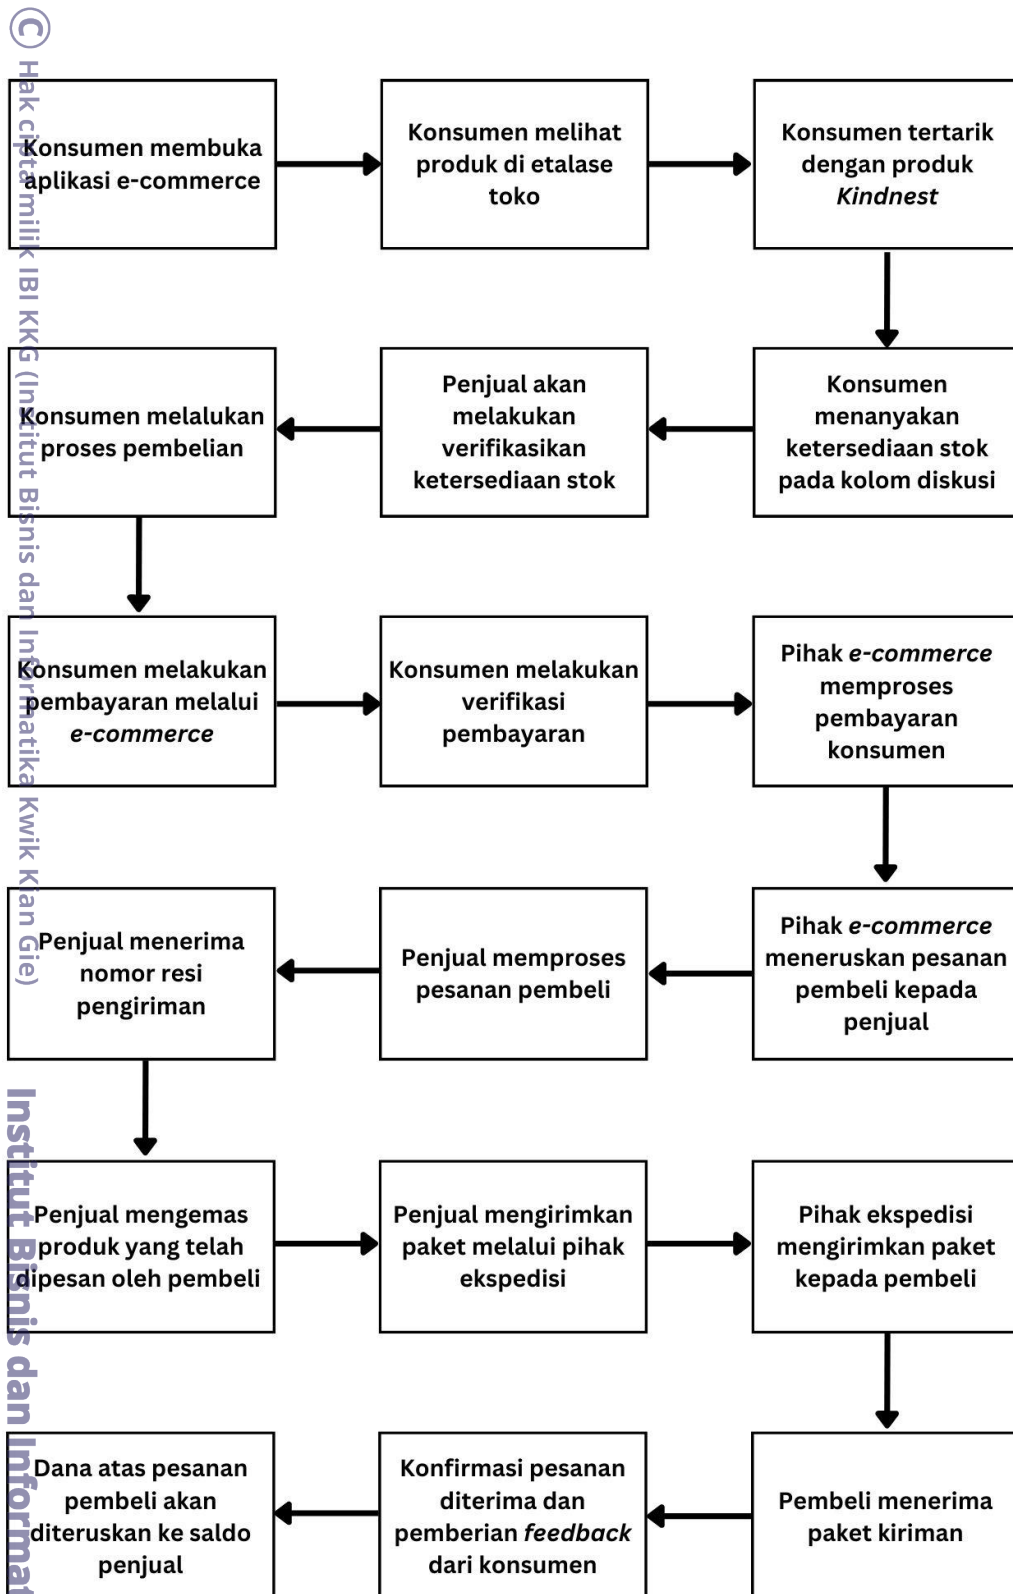 © Hak cipta milik IBI KKG (Institut Bisnis dan Informatika Kwik Kian Gie)
Konsumen membuka
aplikasi e-commerce
Konsumen melihat
produk di etalase
toko
Konsumen tertarik
dengan produk
Kindnest
Konsumen
menanyakan
ketersediaan stok
pada kolom diskusi
Penjual akan
melakukan
verifikasikan
ketersediaan stok
Konsumen melalukan
proses pembelian
Konsumen melakukan
pembayaran melalui
e-commerce
Konsumen melakukan
verifikasi
pembayaran
Pihak e-commerce
memproses
pembayaran
konsumen
Pihak e-commerce
meneruskan pesanan
pembeli kepada
penjual
Penjual memproses
pesanan pembeli
Penjual menerima
nomor resi
pengiriman
Penjual mengemas
produk yang telah
dipesan oleh pembeli
Penjual mengirimkan
paket melalui pihak
ekspedisi
Pihak ekspedisi
mengirimkan paket
kepada pembeli
Pembeli menerima
paket kiriman
Konfirmasi pesanan
diterima dan
pemberian feedback
dari konsumen
Dana atas pesanan
pembeli akan
diteruskan ke saldo
penjual
Institut Bisnis dan